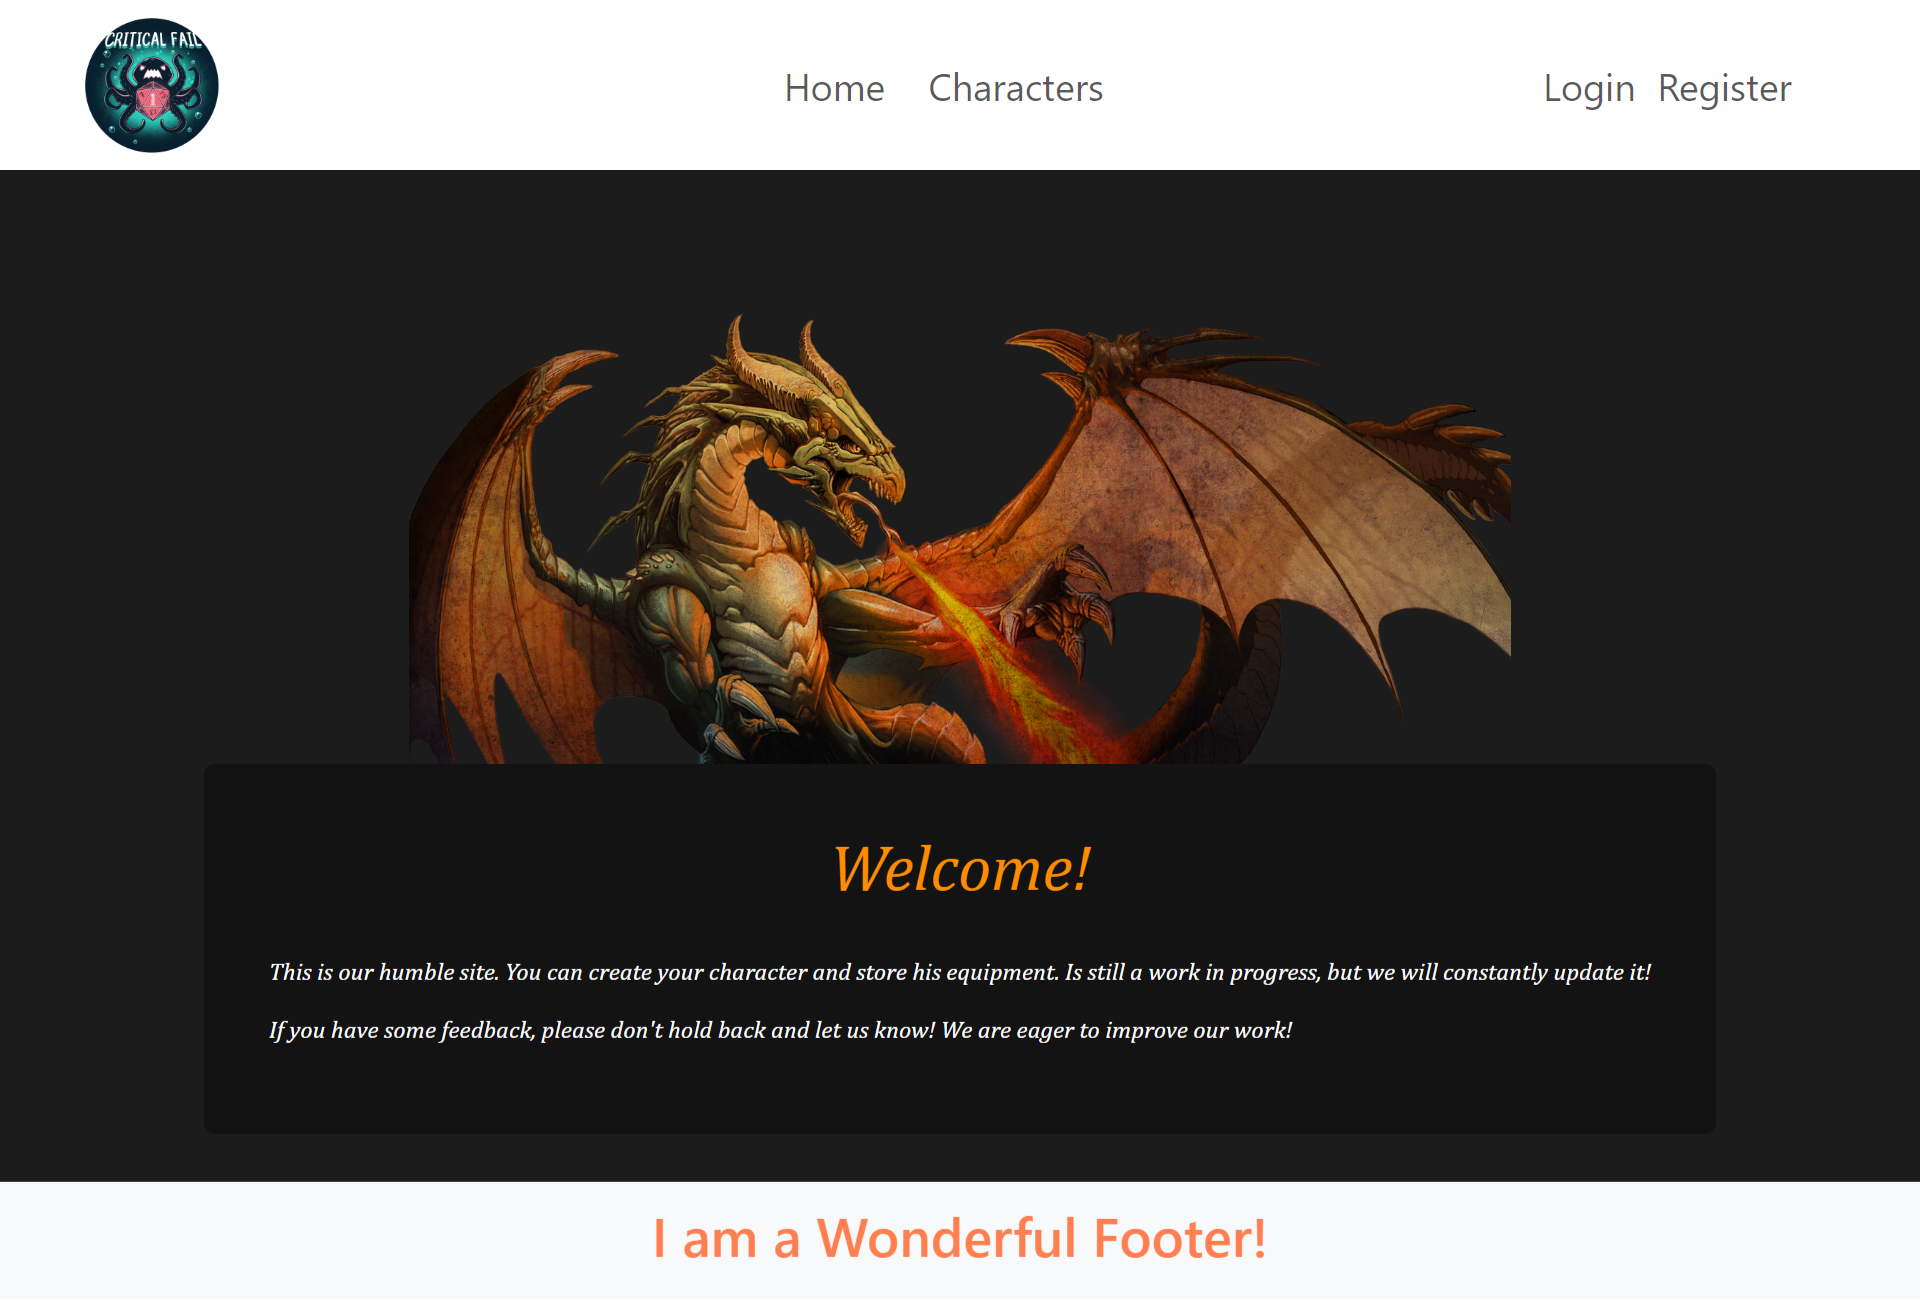 CRITICAL FAIL
1
Home Characters Login Register
Welcome!
This is our humble site. You can create your character and store his equipment. Is still a work in progress, but we will constantly update it!
If you have some feedback, please don't hold back and let us know! We are eager to improve our work!
I am a Wonderful Footer!